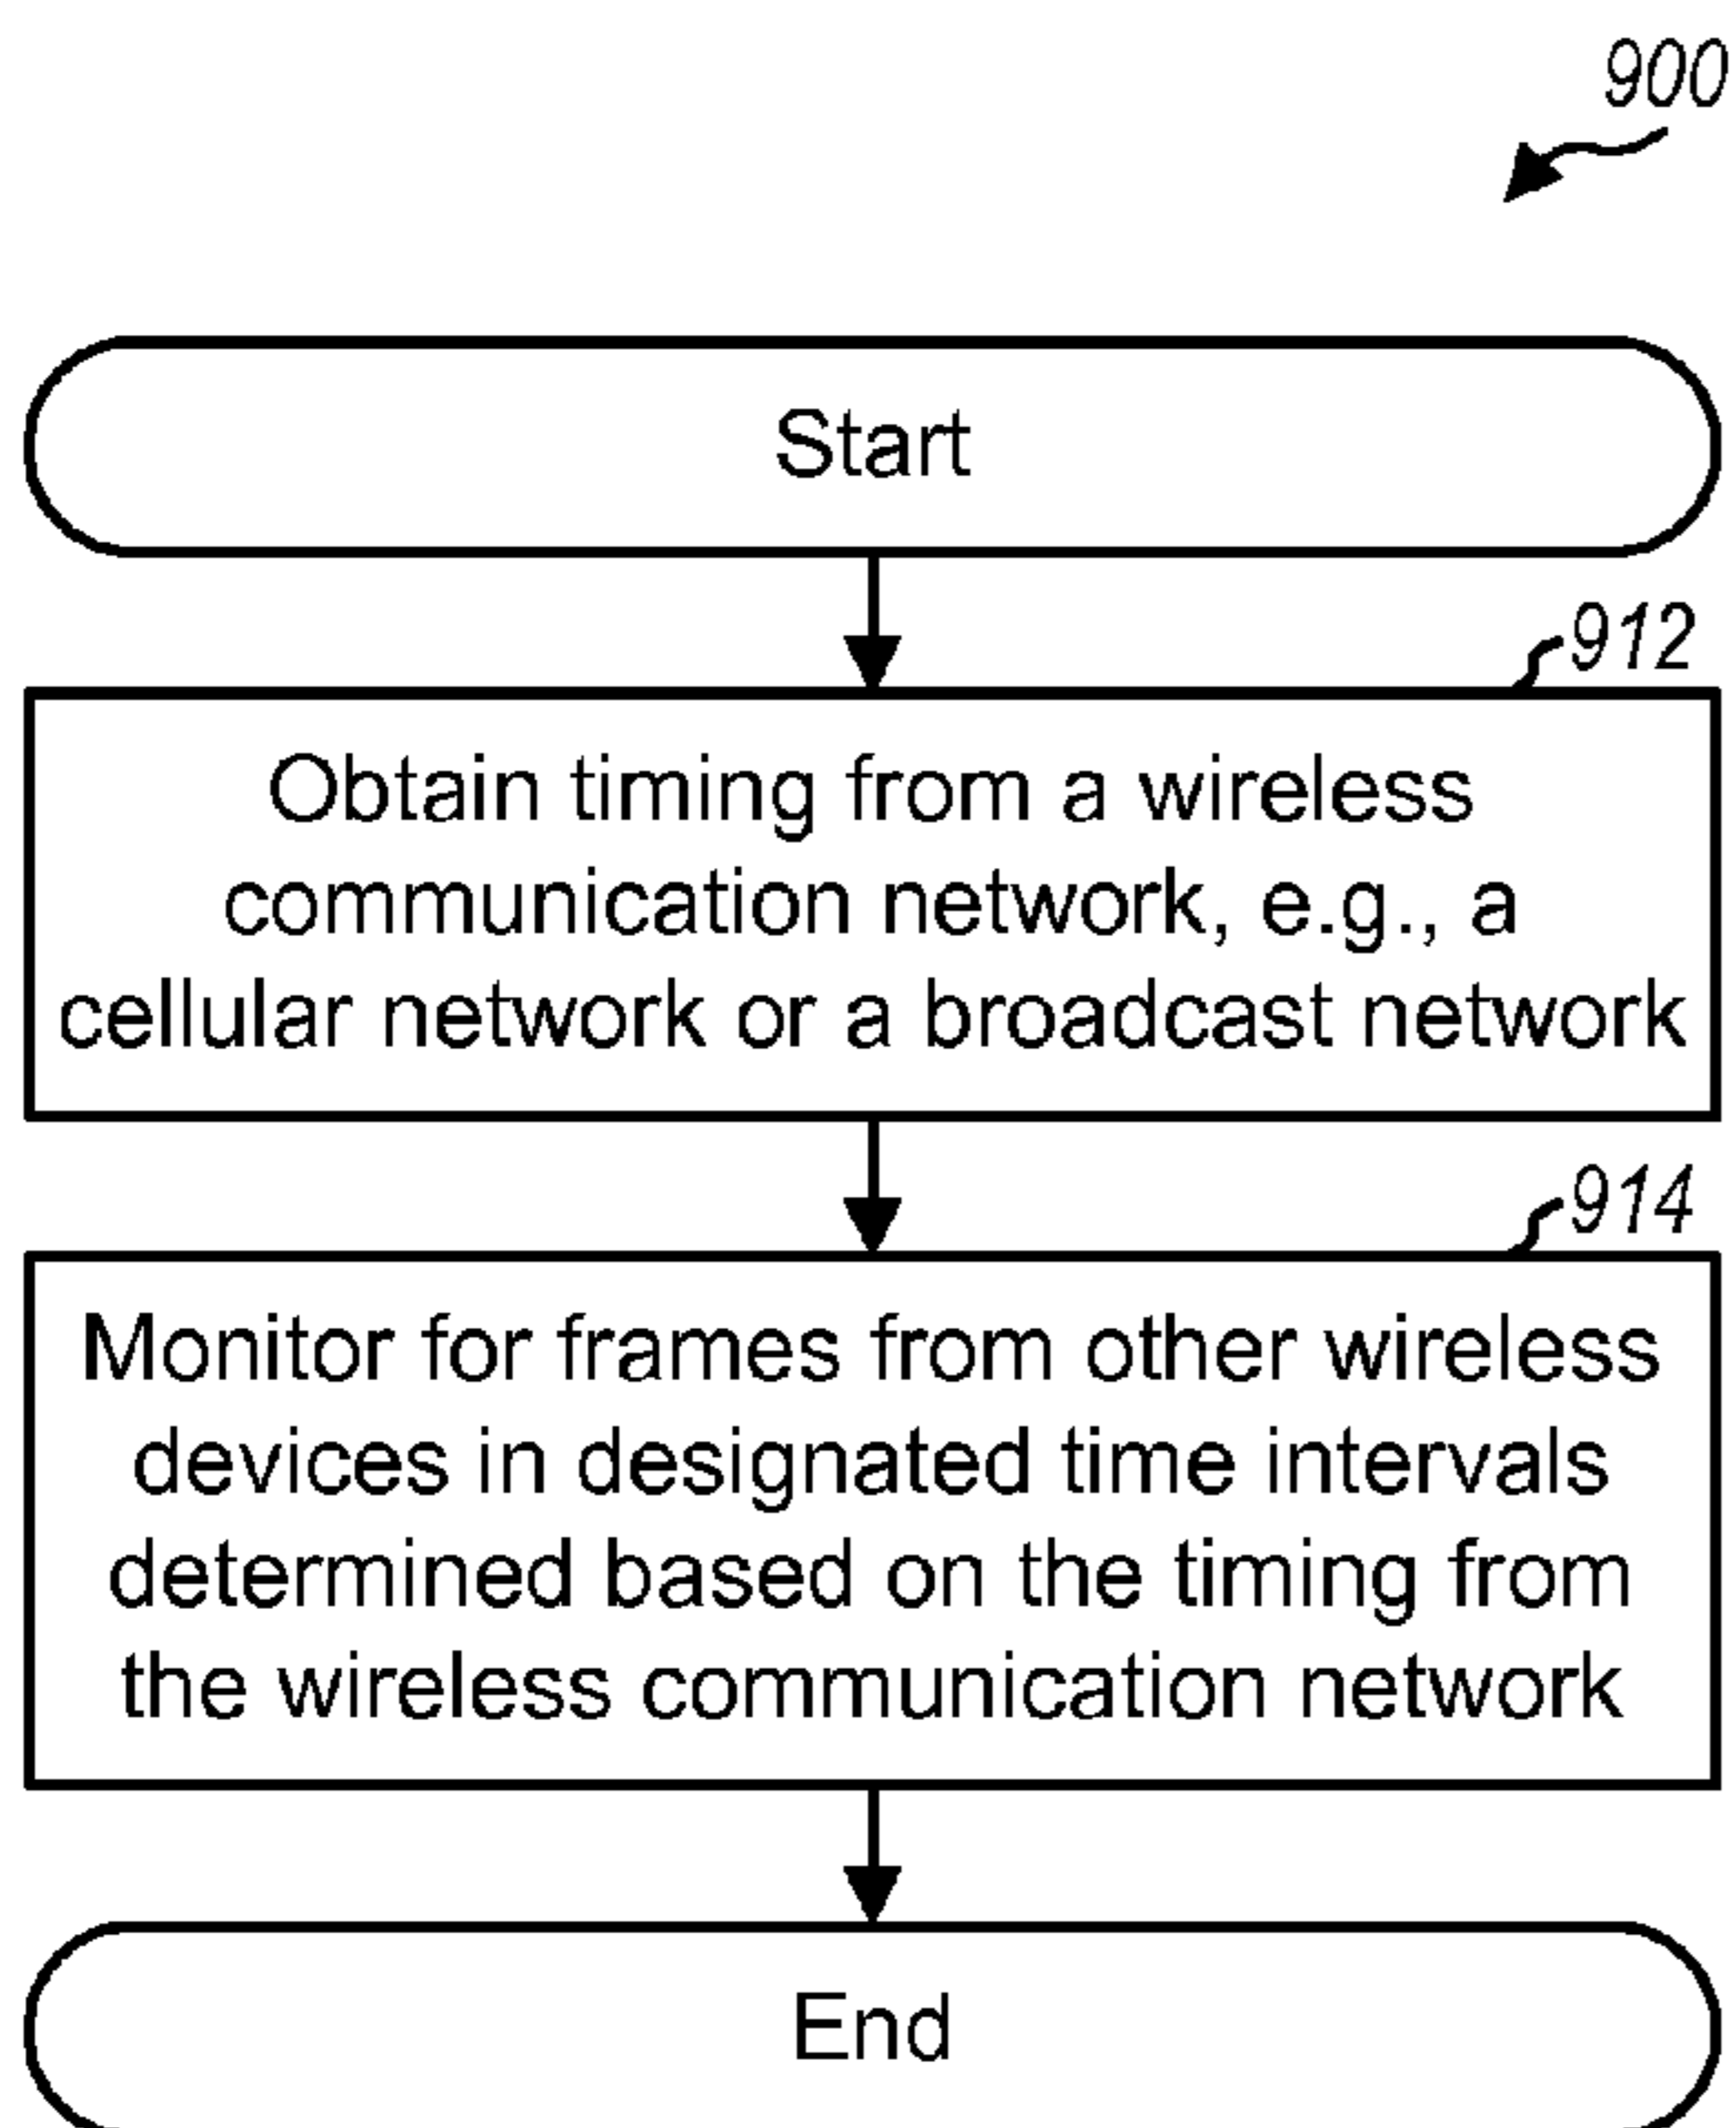 900
Start
912
Obtain timing from a wireless
communication network, e.g., a
cellular network or a broadcast network
914
Monitor for frames from other wireless
devices in designated time intervals
determined based on the timing from
the wireless communication network
End